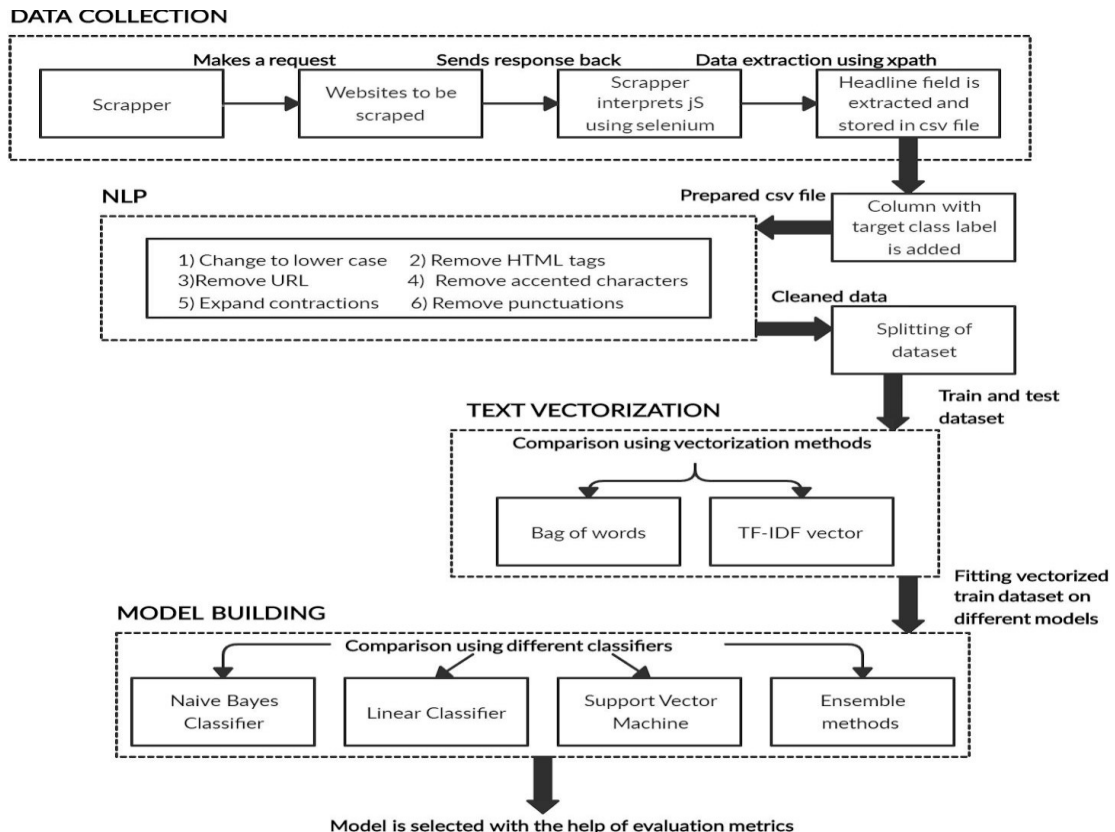 DATA COLLECTION
Makes a request
Sends response back
Data extraction using xpath
Scrapper
Websites to be
scraped
Scrapper
interprets jS
using selenium
Headline field is
extracted and
stored in csv file
NLP
Prepared csv file
Column with
target class label
is added
1) Change to lower case 2) Remove HTML tags
3)Remove URL 4) Remove accented characters
5) Expand contractions 6) Remove punctuations
Cleaned data
Splitting of
dataset
Train and test
dataset
TEXT VECTORIZATION
Comparison using vectorization methods
Bag of words
TF-IDF vector
Fitting vectorized
train dataset on
different models
MODEL BUILDING
Comparison using different classifiers
Naive Bayes
Classifier
Linear Classifier
Support Vector
Machine
Ensemble
methods
Model is selected with the help of evaluation metrics